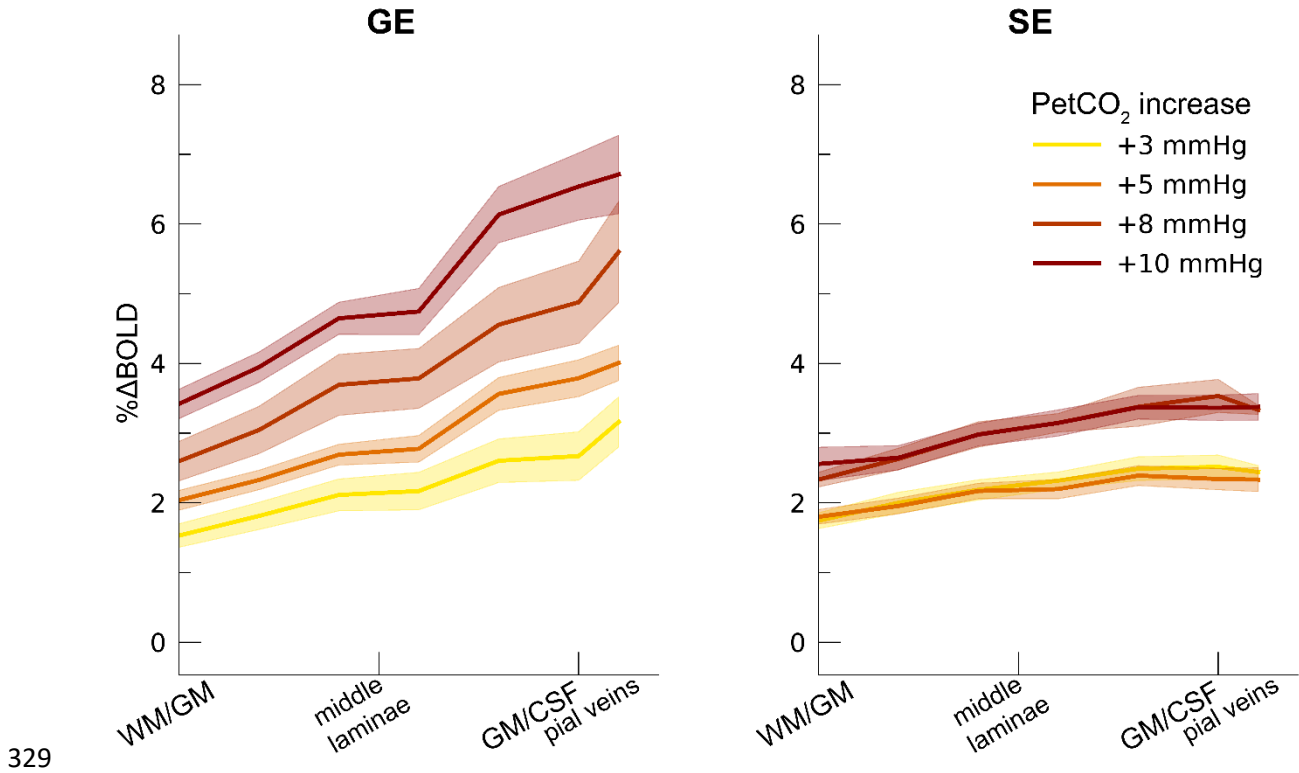 GE
SE
%ΔBOLD
8
6
4
2
0
WM/GM
middle
laminae
GM/CSF
pial veins
8
6
4
2
0
PetCO₂ increase
+3 mmHg
+5 mmHg
+8 mmHg
+10 mmHg
WM/GM
middle
laminae
GM/CSF
pial veins
329